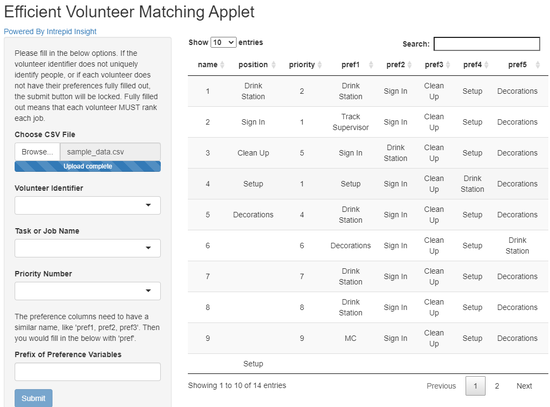 Efficient Volunteer Matching Applet
Powered By Intrepid Insight
Please fill in the below options. If the
volunteer identifier does not uniquely
identify people, or if each volunteer does
not have their preferences fully filled out,
the submit button will be locked. Fully filled
out means that each volunteer MUST rank
each job.
Choose CSV File
Browse... sample_data.csv
Upload complete
Volunteer Identifier
Task or Job Name
Priority Number
The preference columns need to have a
similar name, like 'pref1, pref2, pref3'. Then
you would fill in the below with 'pref'.
Prefix of Preference Variables
Submit
Show 10 entries Search:
name position priority pref1 pref2 pref3 pref4 pref5
1 Drink Station 2 Drink Station Sign In Clean Up Setup Decorations
2 Sign In 1 Track Supervisor Sign In Clean Up Setup Decorations
3 Clean Up 5 Sign In Drink Station Clean Up Setup Decorations
4 Setup 1 Setup Sign In Clean Up Drink Station Decorations
5 Decorations 4 Drink Station Sign In Clean Up Setup Decorations
6 6 Decorations Sign In Clean Up Setup Drink Station
7 7 Drink Station Sign In Clean Up Setup Decorations
8 8 Drink Station Sign In Clean Up Setup Decorations
9 9 MC Sign In Clean Up Setup Decorations
Setup
Showing 1 to 10 of 14 entries Previous 1 2 Next